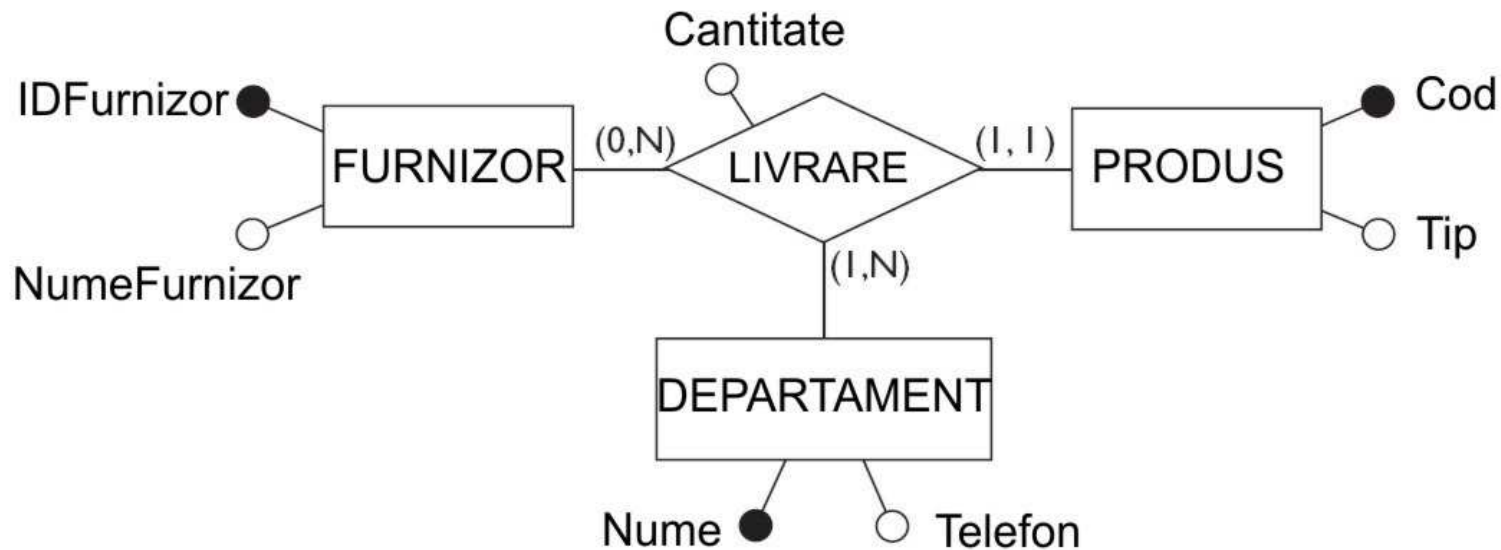 Cantitate
IDFurnizor
Cod
FURNIZOR
(0,N)
LIVRARE
(1,1)
PRODUS
NumeFurnizor
Tip
(1,N)
DEPARTAMENT
Nume
Telefon